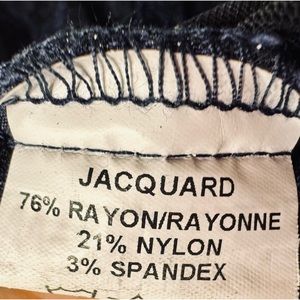 JACQUARD
76% RAYON/RAYONNE
21% NYLON
3% SPANDEX